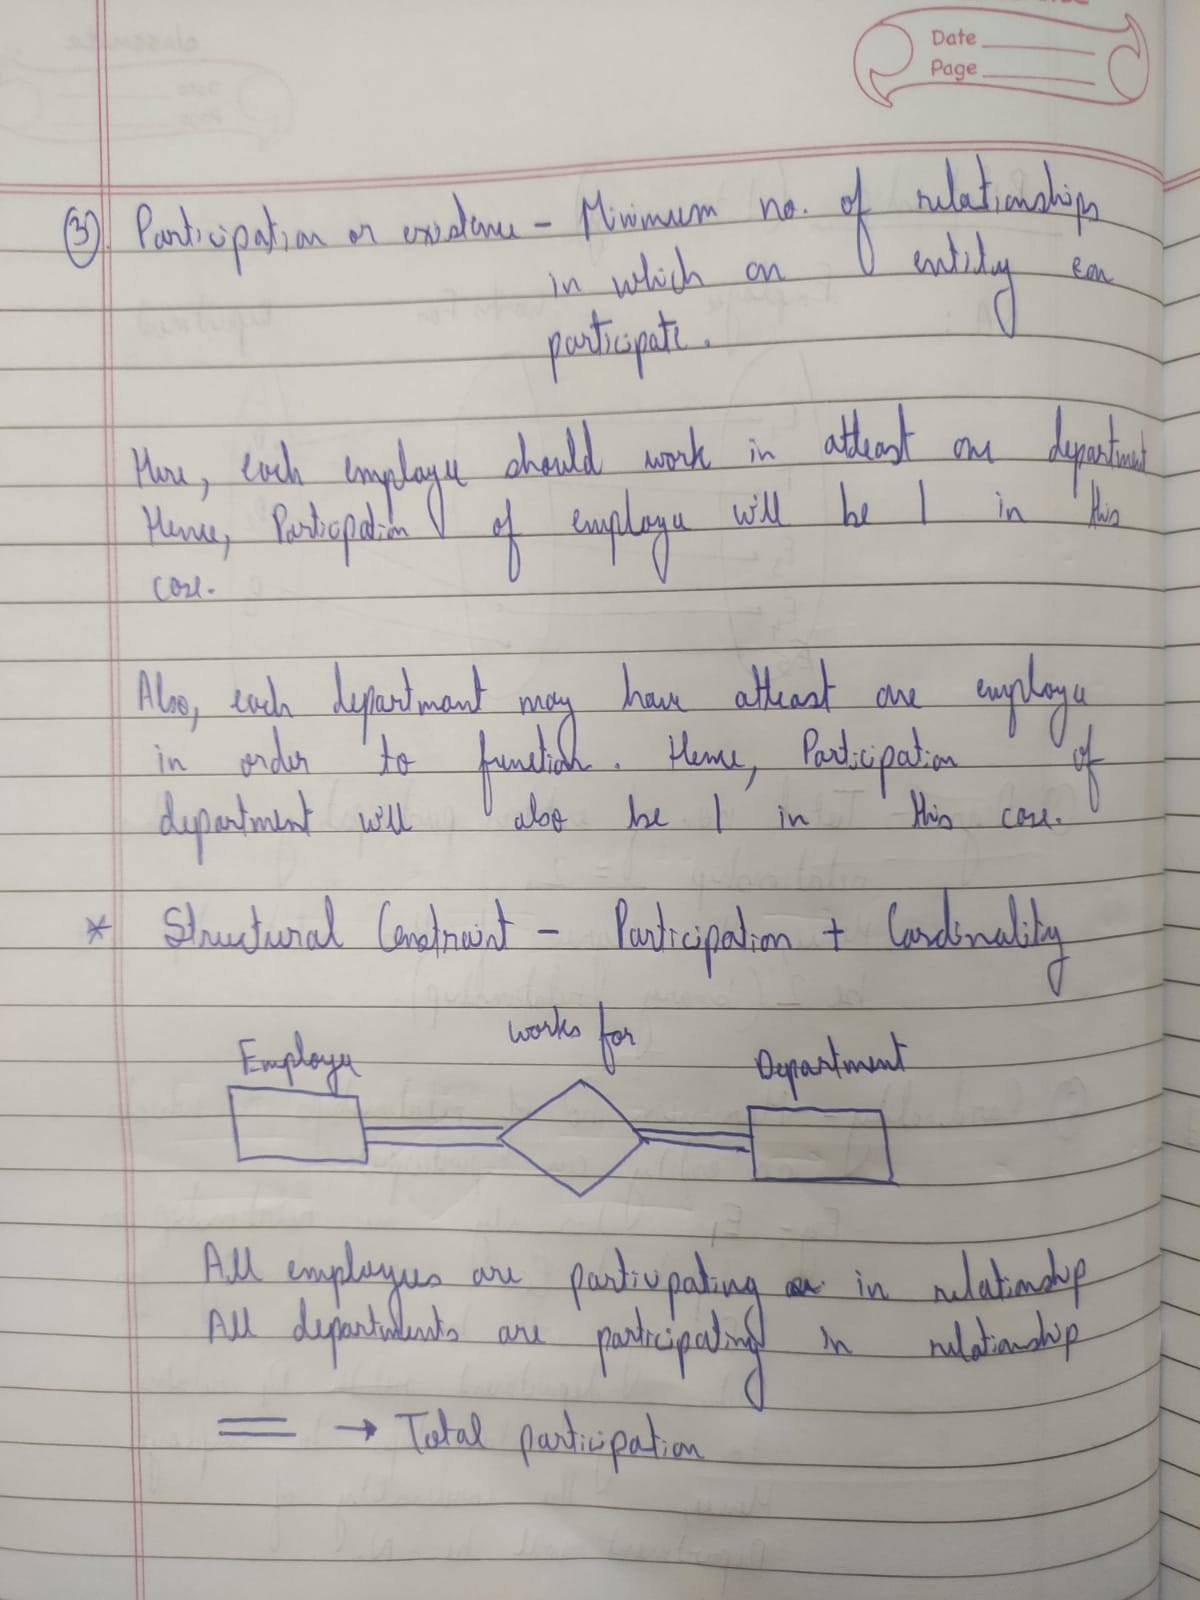 Date
Page
③ Participation or existence - Minimum no. of relationships
in which an entity can
participate.
Here, each employee should work in atleast one department
Hence, Participation of employee will be 1 in this
case.
Also, each department may have atleast one employee
in order to function. Hence, Participation of
department will also be 1 in this case.
* Structural Constraint - Participation + Cardinality
works for
Employee
Department
All employees are participating in relationship
All departments are participating in relationship
= → Total participation